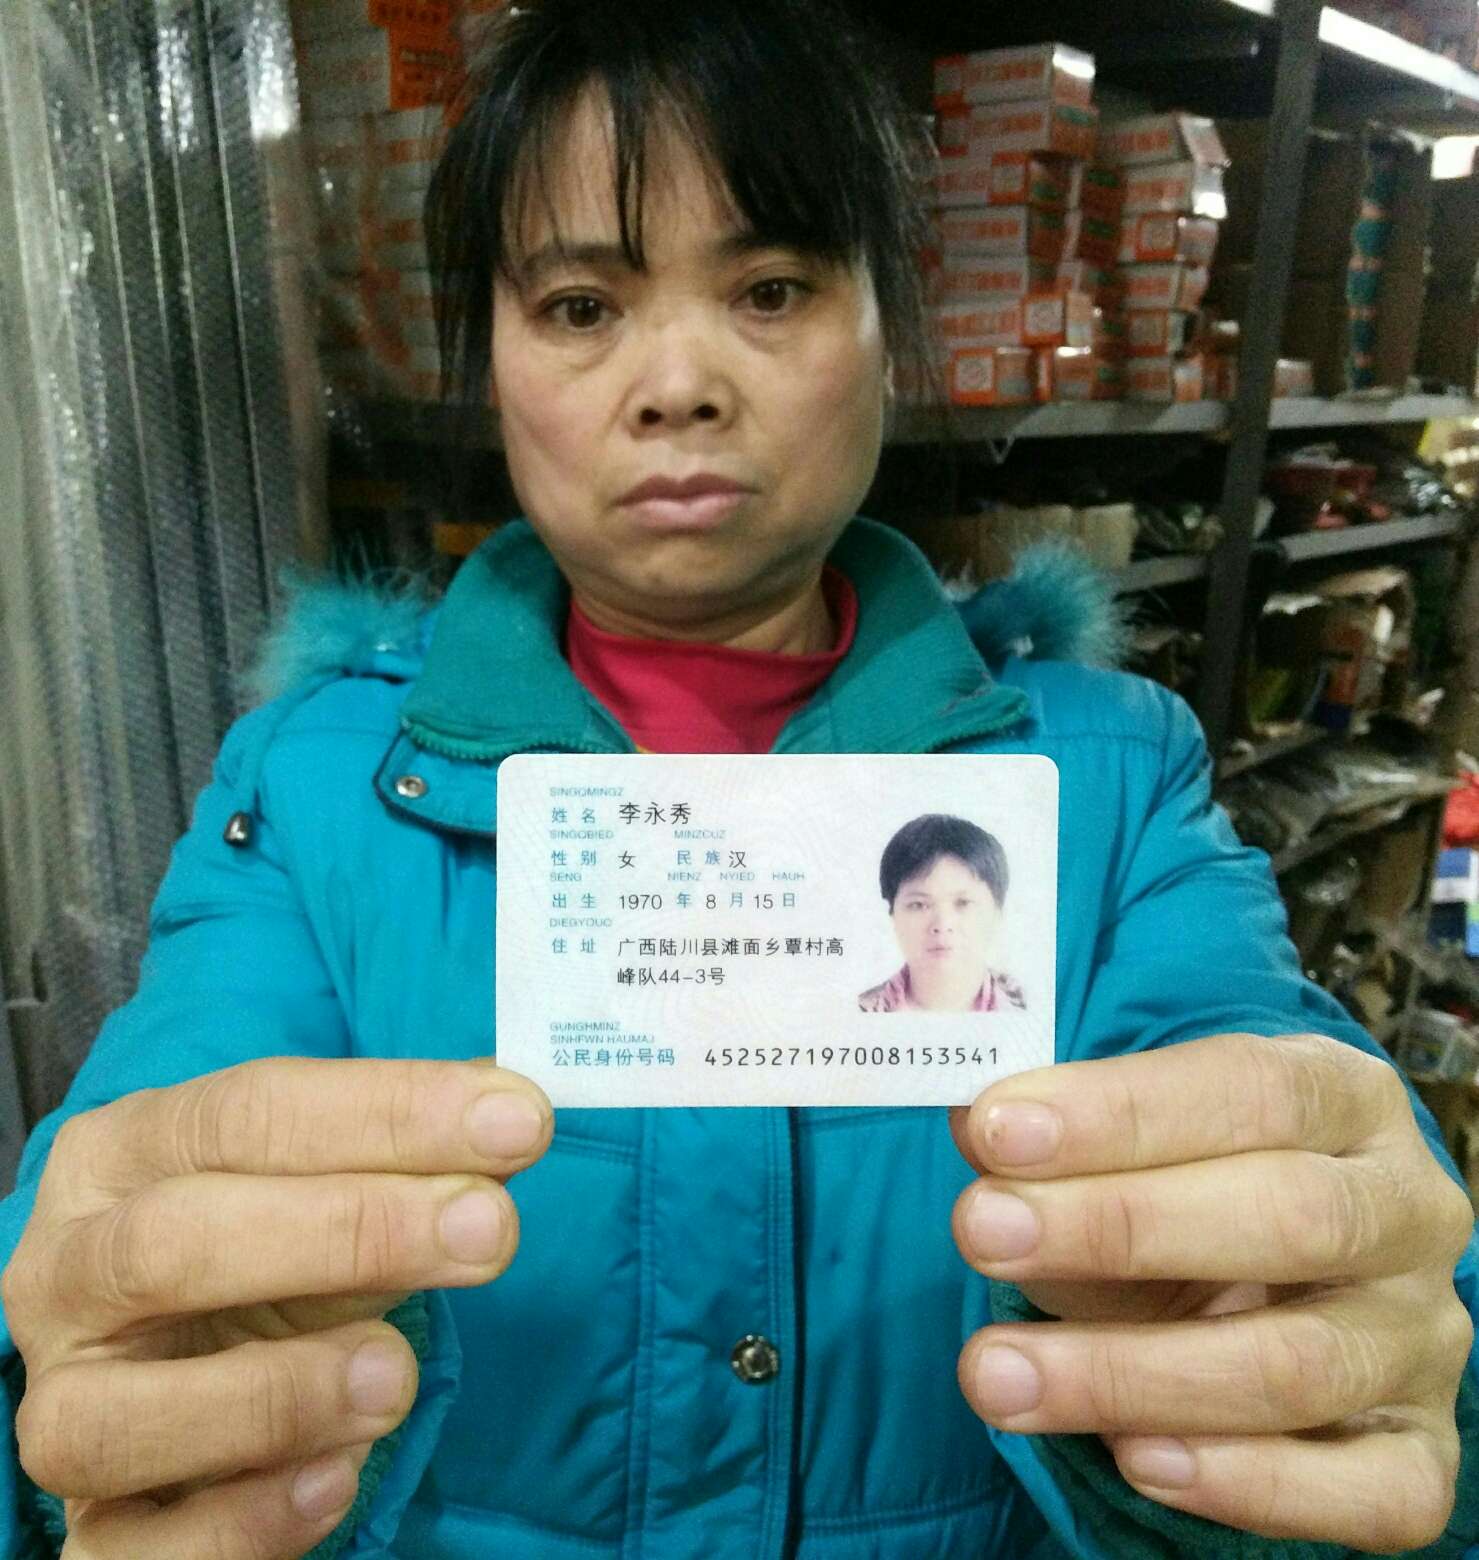 SINGQMINGZ
姓名 李永秀
SINGQBIED MINZCUZ
性别 女 民族 汉
SENG NIENZ NYIED HAUH
出生 1970 年 8 月 15 日
DIEGYOUQ
住址 广西陆川县滩面乡覃村高
峰队44-3号
GUNGHMINZ
SINHFWN HAUMAJ
公民身份号码 452527197008153541